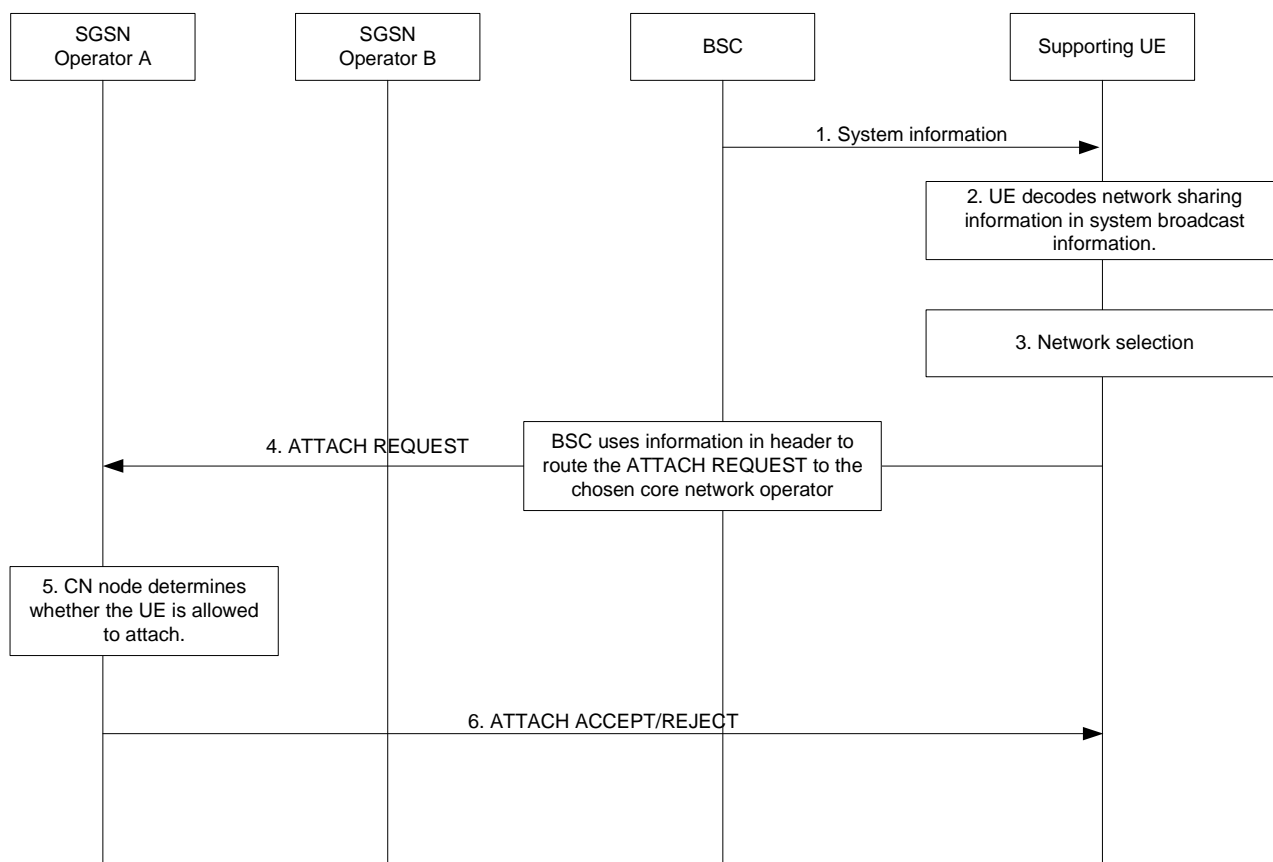 SGSN
Operator A
SGSN
Operator B
BSC
Supporting UE
1. System information
2. UE decodes network sharing
information in system broadcast
information.
3. Network selection
4. ATTACH REQUEST
BSC uses information in header to
route the ATTACH REQUEST to the
chosen core network operator
5. CN node determines
whether the UE is allowed
to attach.
6. ATTACH ACCEPT/REJECT